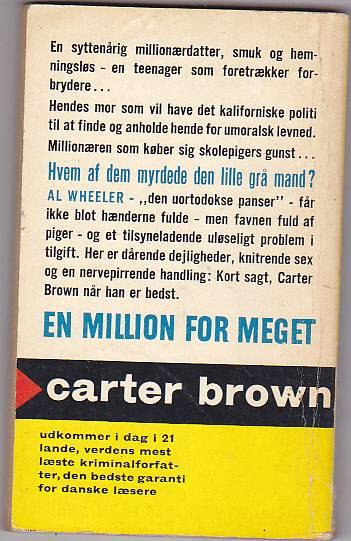 En syttenårig millionærdatter, smuk og hem-
ningsløs - en teenager som foretrækker for-
brydere...
Hendes mor som vil have det kaliforniske politi
til at finde og anholde hende for umoralsk levned.
Millionæren som køber sig skolepigers gunst...
Hvem af dem myrdede den lille grå mand?
AL WHEELER - „den uortodokse panser” - får
ikke blot hænderne fulde - men favnen fuld af
piger - og et tilsyneladende uløseligt problem i
tilgift. Her er dårende dejligheder, knitrende sex
og en nervepirrende handling: Kort sagt, Carter
Brown når han er bedst.
EN MILLION FOR MEGET
carter brown
udkommer i dag i 21
lande, verdens mest
læste kriminalforfat-
ter, den bedste garanti
for danske læsere